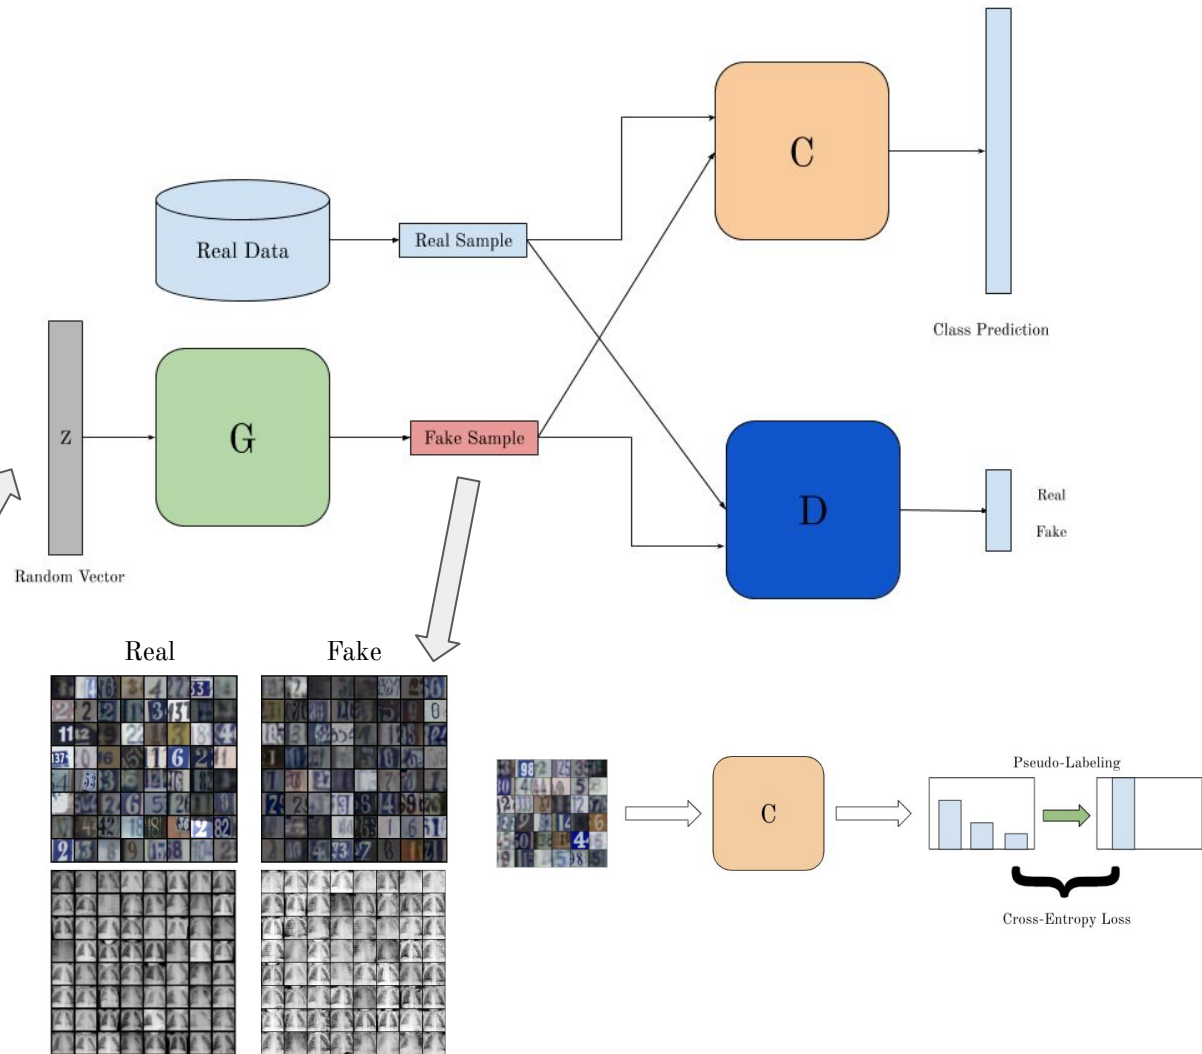 C
Real Data
Real Sample
Class Prediction
Z
G
Fake Sample
D
Real
Fake
Random Vector
Real
Fake
Pseudo-Labeling
C
Cross-Entropy Loss